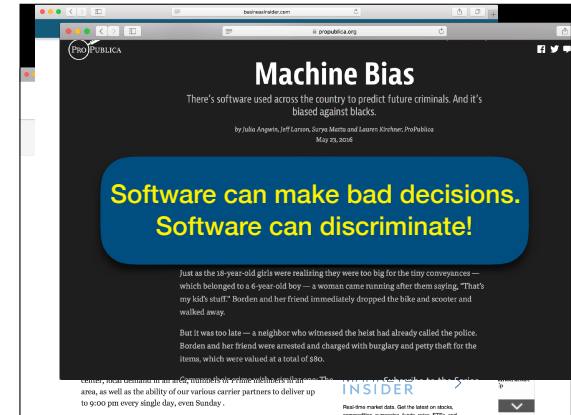 businessinsider.com
propublica.org
PRO PUBLICA
Machine Bias
There's software used across the country to predict future criminals. And it's
biased against blacks.
by Julia Angwin, Jeff Larson, Surya Mattu and Lauren Kirchner, ProPublica
May 23, 2016
Software can make bad decisions.
Software can discriminate!
Just as the 18-year-old girls were realizing they were too big for the tiny conveyances —
which belonged to a 6-year-old boy — a woman came running after them saying, "That's
my kid's stuff." Borden and her friend immediately dropped the bike and scooter and
walked away.
But it was too late — a neighbor who witnessed the heist had already called the police.
Borden and her friend were arrested and charged with burglary and petty theft for the
items, which were valued at a total of $80.
area, as well as the ability of our various carrier partners to deliver up
to 9:00 pm every single day, even Sunday .
INSIDER
Real-time market data. Get the latest on stocks,